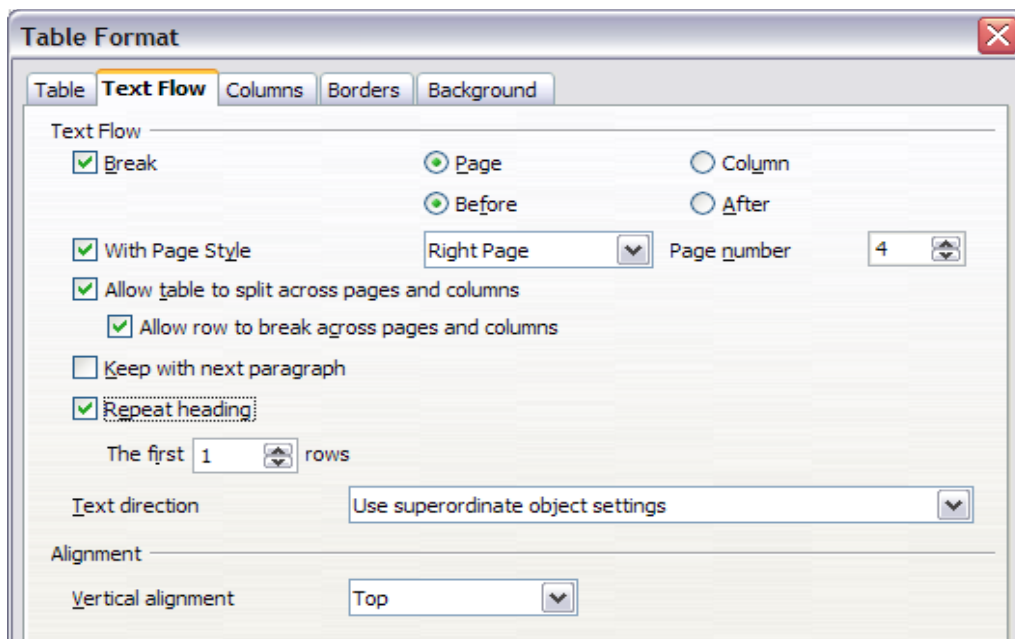 Table Format
Table Text Flow Columns Borders Background
Text Flow
Break Page Column
Before After
With Page Style Right Page Page number 4
Allow table to split across pages and columns
Allow row to break across pages and columns
Keep with next paragraph
Repeat heading
The first 1 rows
Text direction Use superordinate object settings
Alignment
Vertical alignment Top